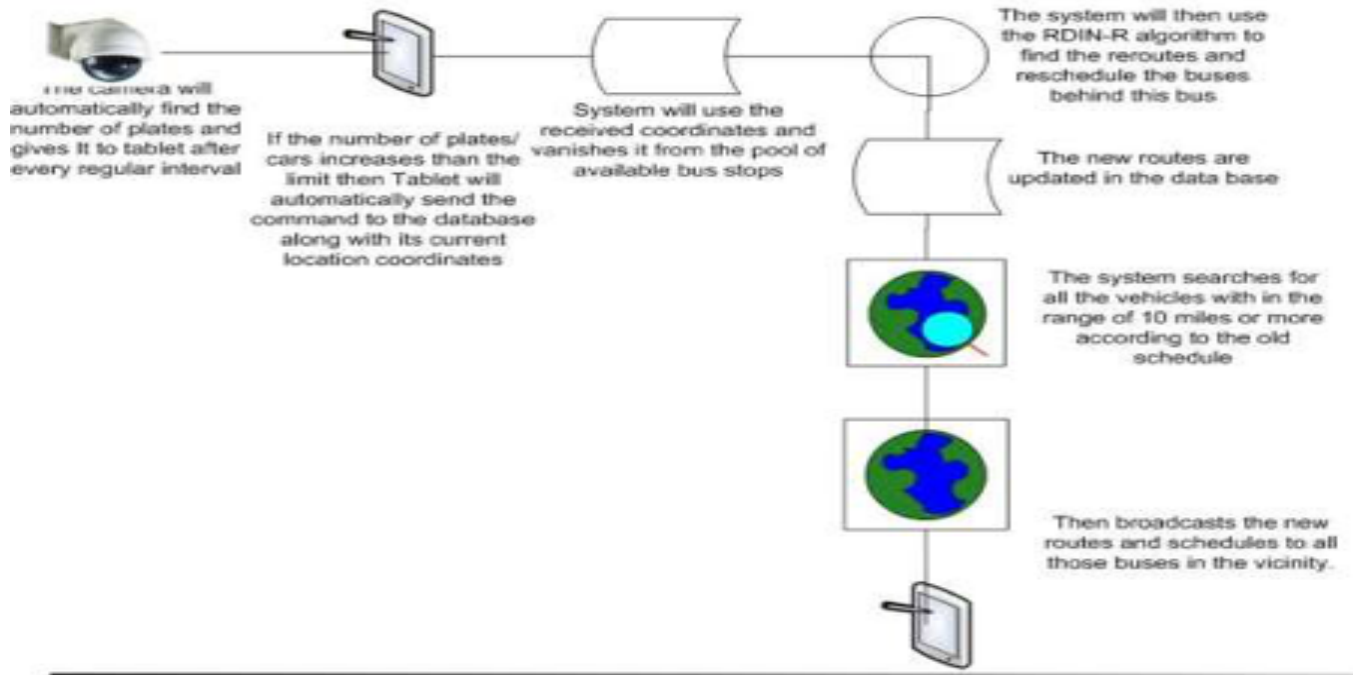 The camera will
automatically find the
number of plates and
gives It to tablet after
every regular interval
If the number of plates/
cars increases than the
limit then Tablet will
automatically send the
command to the database
along with its current
location coordinates
System will use the
received coordinates and
vanishes it from the pool of
available bus stops
The system will then use
the RDIN-R algorithm to
find the reroutes and
reschedule the buses
behind this bus
The new routes are
updated in the data base
The system searches for
all the vehicles with in the
range of 10 miles or more
according to the old
schedule
Then broadcasts the new
routes and schedules to all
those buses in the vicinity.